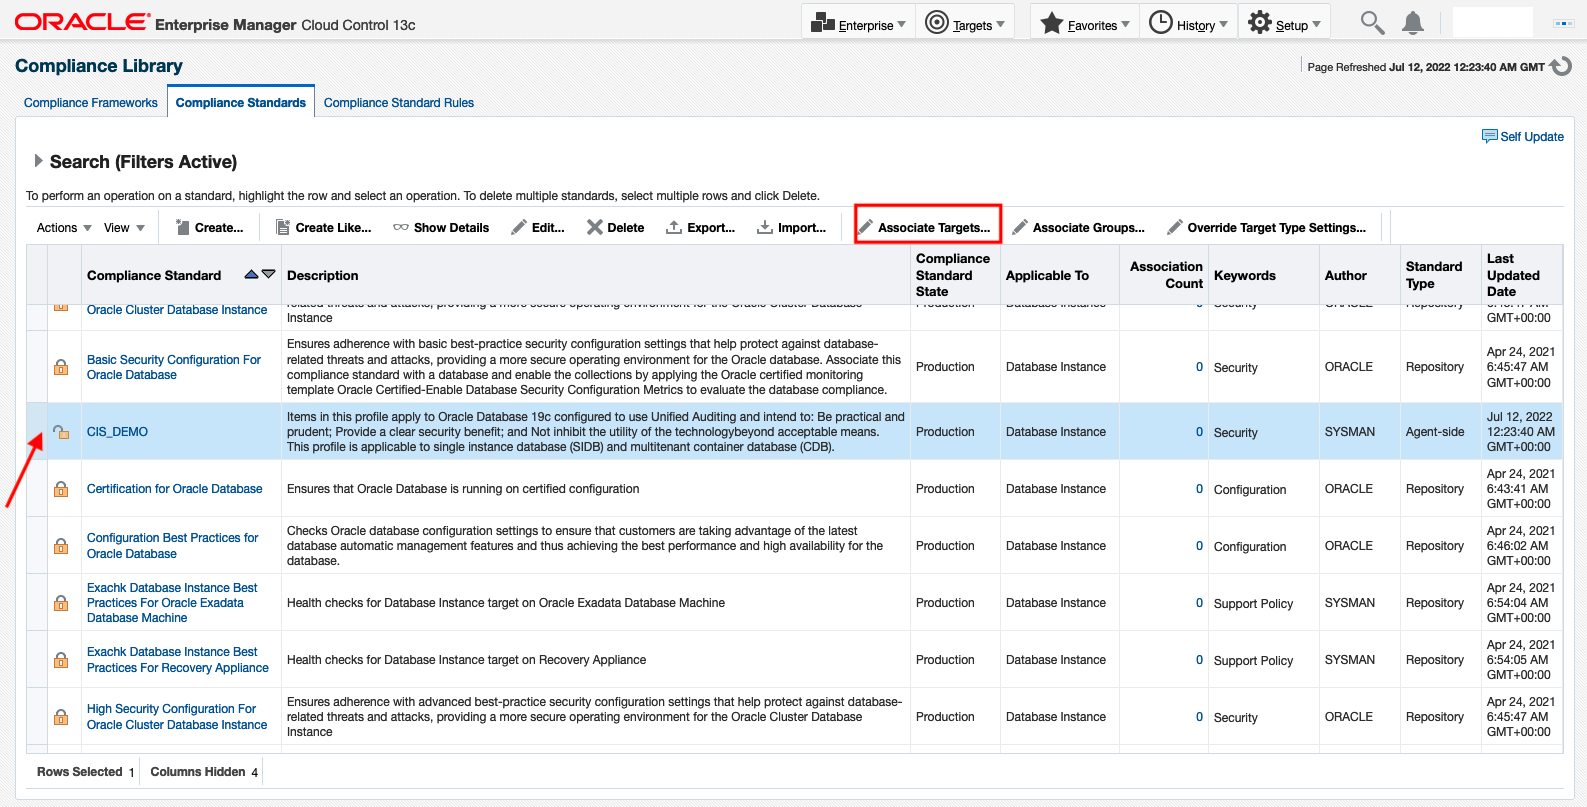 ORACLE® Enterprise Manager Cloud Control 13c
Enterprise Targets Favorites History Setup
Compliance Library
Page Refreshed Jul 12, 2022 12:23:40 AM GMT
Compliance Frameworks Compliance Standards Compliance Standard Rules
Self Update
Search (Filters Active)
To perform an operation on a standard, highlight the row and select an operation. To delete multiple standards, select multiple rows and click Delete.
Actions View Create... Create Like... Show Details Edit... Delete Export... Import... Associate Targets... Associate Groups... Override Target Type Settings...
Compliance Standard
Description
Compliance
Standard
State
Applicable To
Association
Count
Keywords
Author
Standard
Type
Last
Updated
Date
Oracle Cluster Database Instance
related threats and attacks, providing a more secure operating environment for the Oracle Cluster Database
Instance
Production
Database Instance
0
Security
ORACLE
Repository
GMT+00:00
Basic Security Configuration For
Oracle Database
Ensures adherence with basic best-practice security configuration settings that help protect against database-
related threats and attacks, providing a more secure operating environment for the Oracle database. Associate this
compliance standard with a database and enable the collections by applying the Oracle certified monitoring
template Oracle Certified-Enable Database Security Configuration Metrics to evaluate the database compliance.
Production
Database Instance
0
Security
ORACLE
Repository
Apr 24, 2021
6:45:47 AM
GMT+00:00
CIS_DEMO
Items in this profile apply to Oracle Database 19c configured to use Unified Auditing and intend to: Be practical and
prudent; Provide a clear security benefit; and Not inhibit the utility of the technologybeyond acceptable means.
This profile is applicable to single instance database (SIDB) and multitenant container database (CDB).
Production
Database Instance
0
Security
SYSMAN
Agent-side
Jul 12, 2022
12:23:40 AM
GMT+00:00
Certification for Oracle Database
Ensures that Oracle Database is running on certified configuration
Production
Database Instance
0
Configuration
ORACLE
Repository
Apr 24, 2021
6:43:41 AM
GMT+00:00
Configuration Best Practices for
Oracle Database
Checks Oracle database configuration settings to ensure that customers are taking advantage of the latest
database automatic management features and thus achieving the best performance and high availability for the
database.
Production
Database Instance
0
Configuration
ORACLE
Repository
Apr 24, 2021
6:46:02 AM
GMT+00:00
Exachk Database Instance Best
Practices For Oracle Exadata
Database Machine
Health checks for Database Instance target on Oracle Exadata Database Machine
Production
Database Instance
0
Support Policy
SYSMAN
Repository
Apr 24, 2021
6:54:04 AM
GMT+00:00
Exachk Database Instance Best
Practices For Recovery Appliance
Health checks for Database Instance target on Recovery Appliance
Production
Database Instance
0
Support Policy
SYSMAN
Repository
Apr 24, 2021
6:54:05 AM
GMT+00:00
High Security Configuration For
Oracle Cluster Database Instance
Ensures adherence with advanced best-practice security configuration settings that help protect against database-
related threats and attacks, providing a more secure operating environment for the Oracle Cluster Database
Instance
Production
Database Instance
0
Security
ORACLE
Repository
Apr 24, 2021
6:45:47 AM
GMT+00:00
Rows Selected 1 Columns Hidden 4